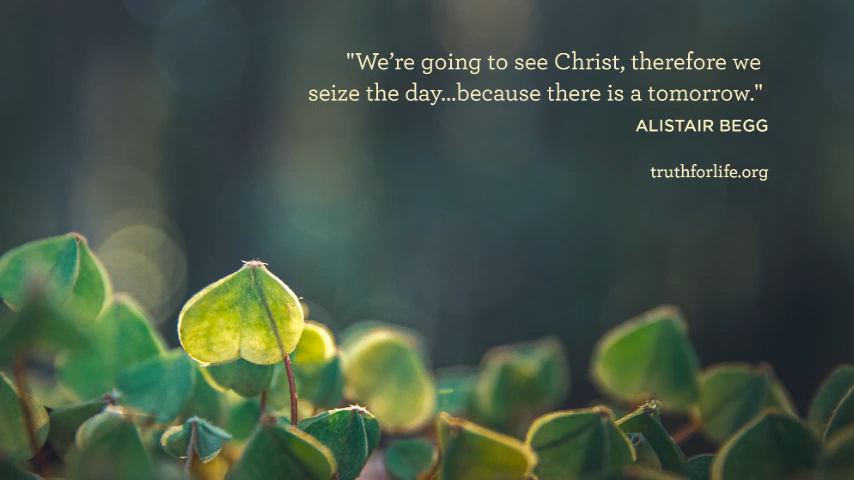 "We’re going to see Christ, therefore we
seize the day...because there is a tomorrow."
ALISTAIR BEGG
truthforlife.org